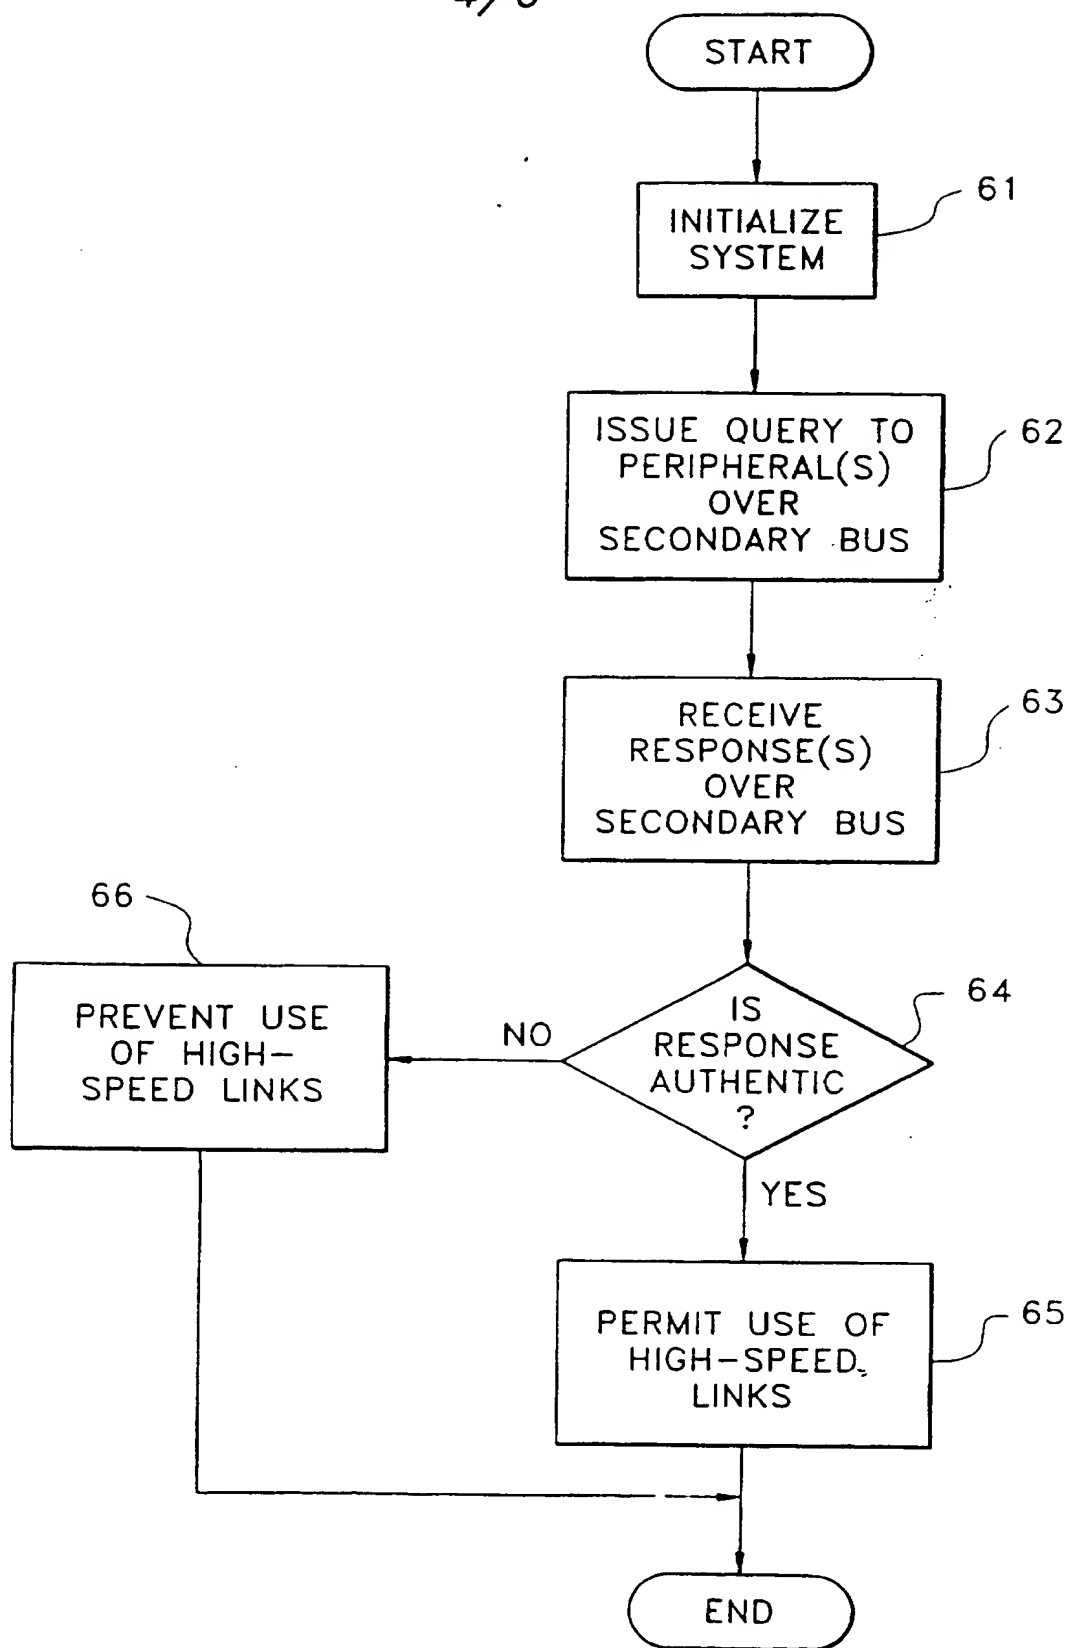 START
INITIALIZE
SYSTEM
61
ISSUE QUERY TO
PERIPHERAL(S)
OVER
SECONDARY BUS
62
RECEIVE
RESPONSE(S)
OVER
SECONDARY BUS
63
66
PREVENT USE
OF HIGH-
SPEED LINKS
NO
IS
RESPONSE
AUTHENTIC
?
64
YES
PERMIT USE OF
HIGH-SPEED
LINKS
65
END